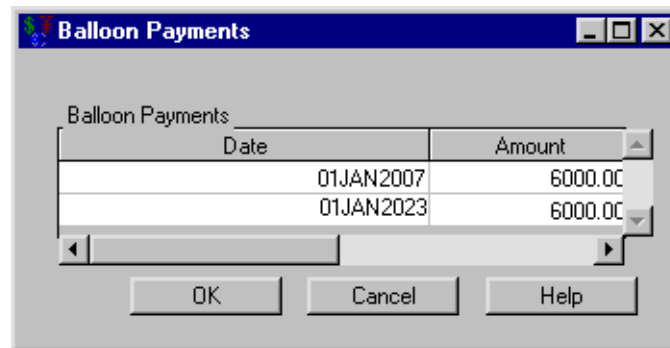 Balloon Payments
Balloon Payments
Date Amount
01JAN2007 6000.00
01JAN2023 6000.00
OK Cancel Help